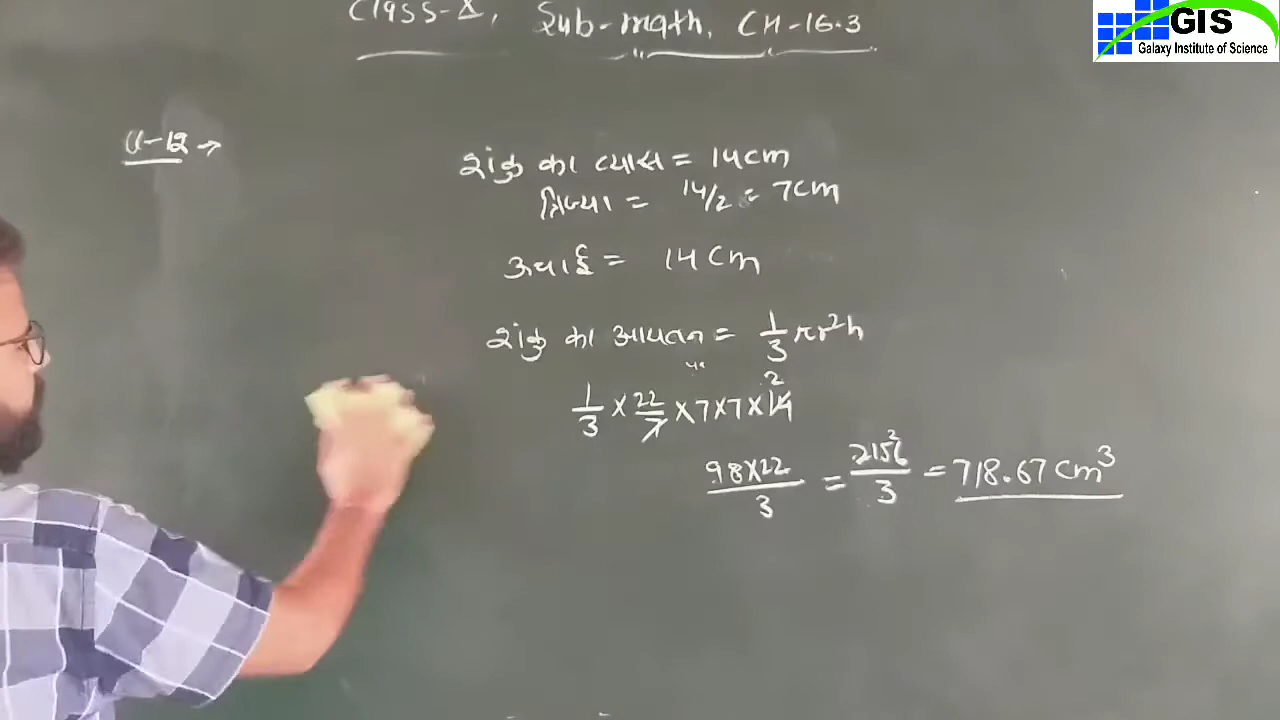 Class-X, Sub-math, CH-16.3
GIS
Galaxy Institute of Science
U-12 →
शंकु का व्यास = 14cm
त्रिज्या = 14/2 = 7cm
ऊचाई = 14 cm
शंकु का आयतन = 1/3 πr²h
1/3 × 22/7 × 7 × 7 × 14 2
98×22/3 = 2156/3 = 718.67 cm³